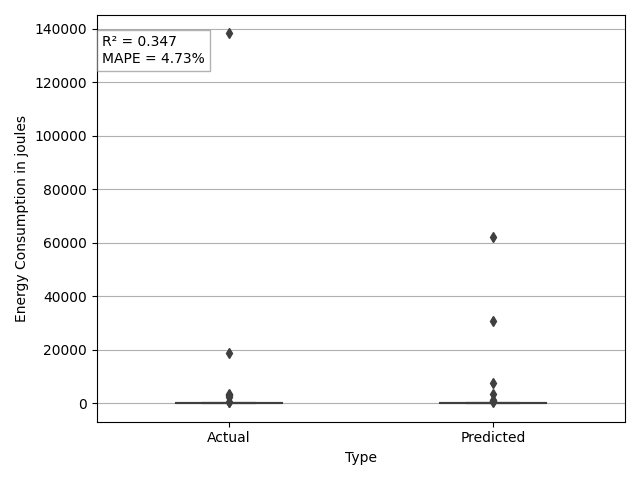 R² = 0.347
MAPE = 4.73%
140000
120000
100000
80000
60000
40000
20000
0
Energy Consumption in joules
Actual
Predicted
Type